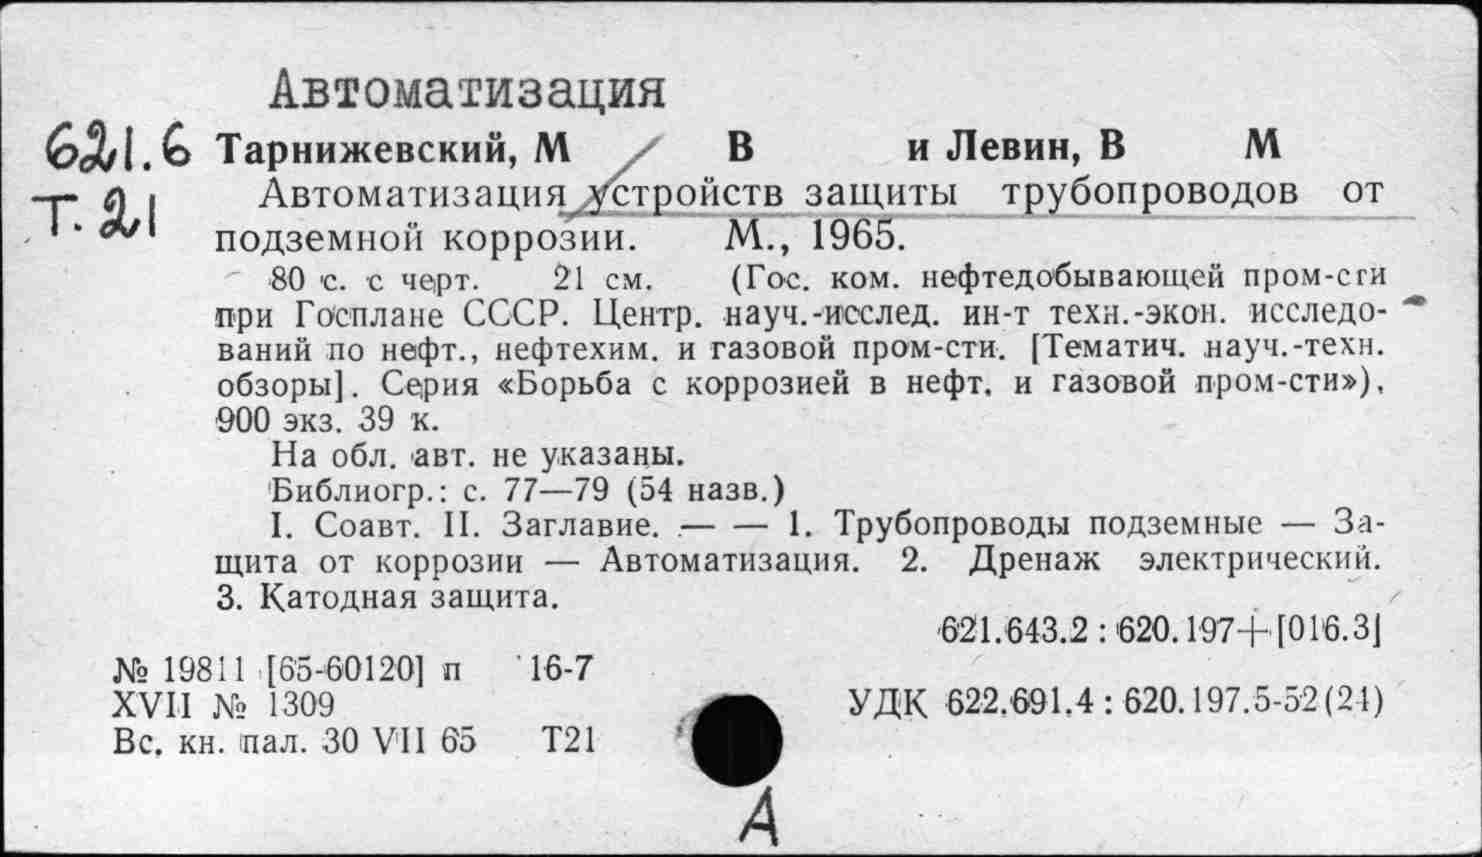 Автоматизация
621.6 Тарнижевский, М В и Левин, В М
Т.21 Автоматизация устройств защиты трубопроводов от
подземной коррозии. М., 1965.
80 с. с черт. 21 см. (Гос. ком. нефтедобывающей пром-сти
при Госплане СССР. Центр. науч.-исслед. ин-т техн.-экон. исследо-
ваний по нефт., нефтехим. и газовой пром-сти. [Тематич. науч.-техн.
обзоры]. Серия «Борьба с коррозией в нефт. и газовой пром-сти»).
900 экз. 39 к.
На обл. авт. не указаны.
Библиогр.: с. 77—79 (54 назв.)
I. Соавт. II. Заглавие. — — 1. Трубопроводы подземные — За-
щита от коррозии — Автоматизация. 2. Дренаж электрический.
3. Катодная защита.
621.643.2 : 620.197+[016.3]
№ 19811 [65-60120] п 16-7
XVII № 1309 УДК 622.691.4 : 620.197.5-52(24)
Вс. кн. пал. 30 VII 65 Т21
А